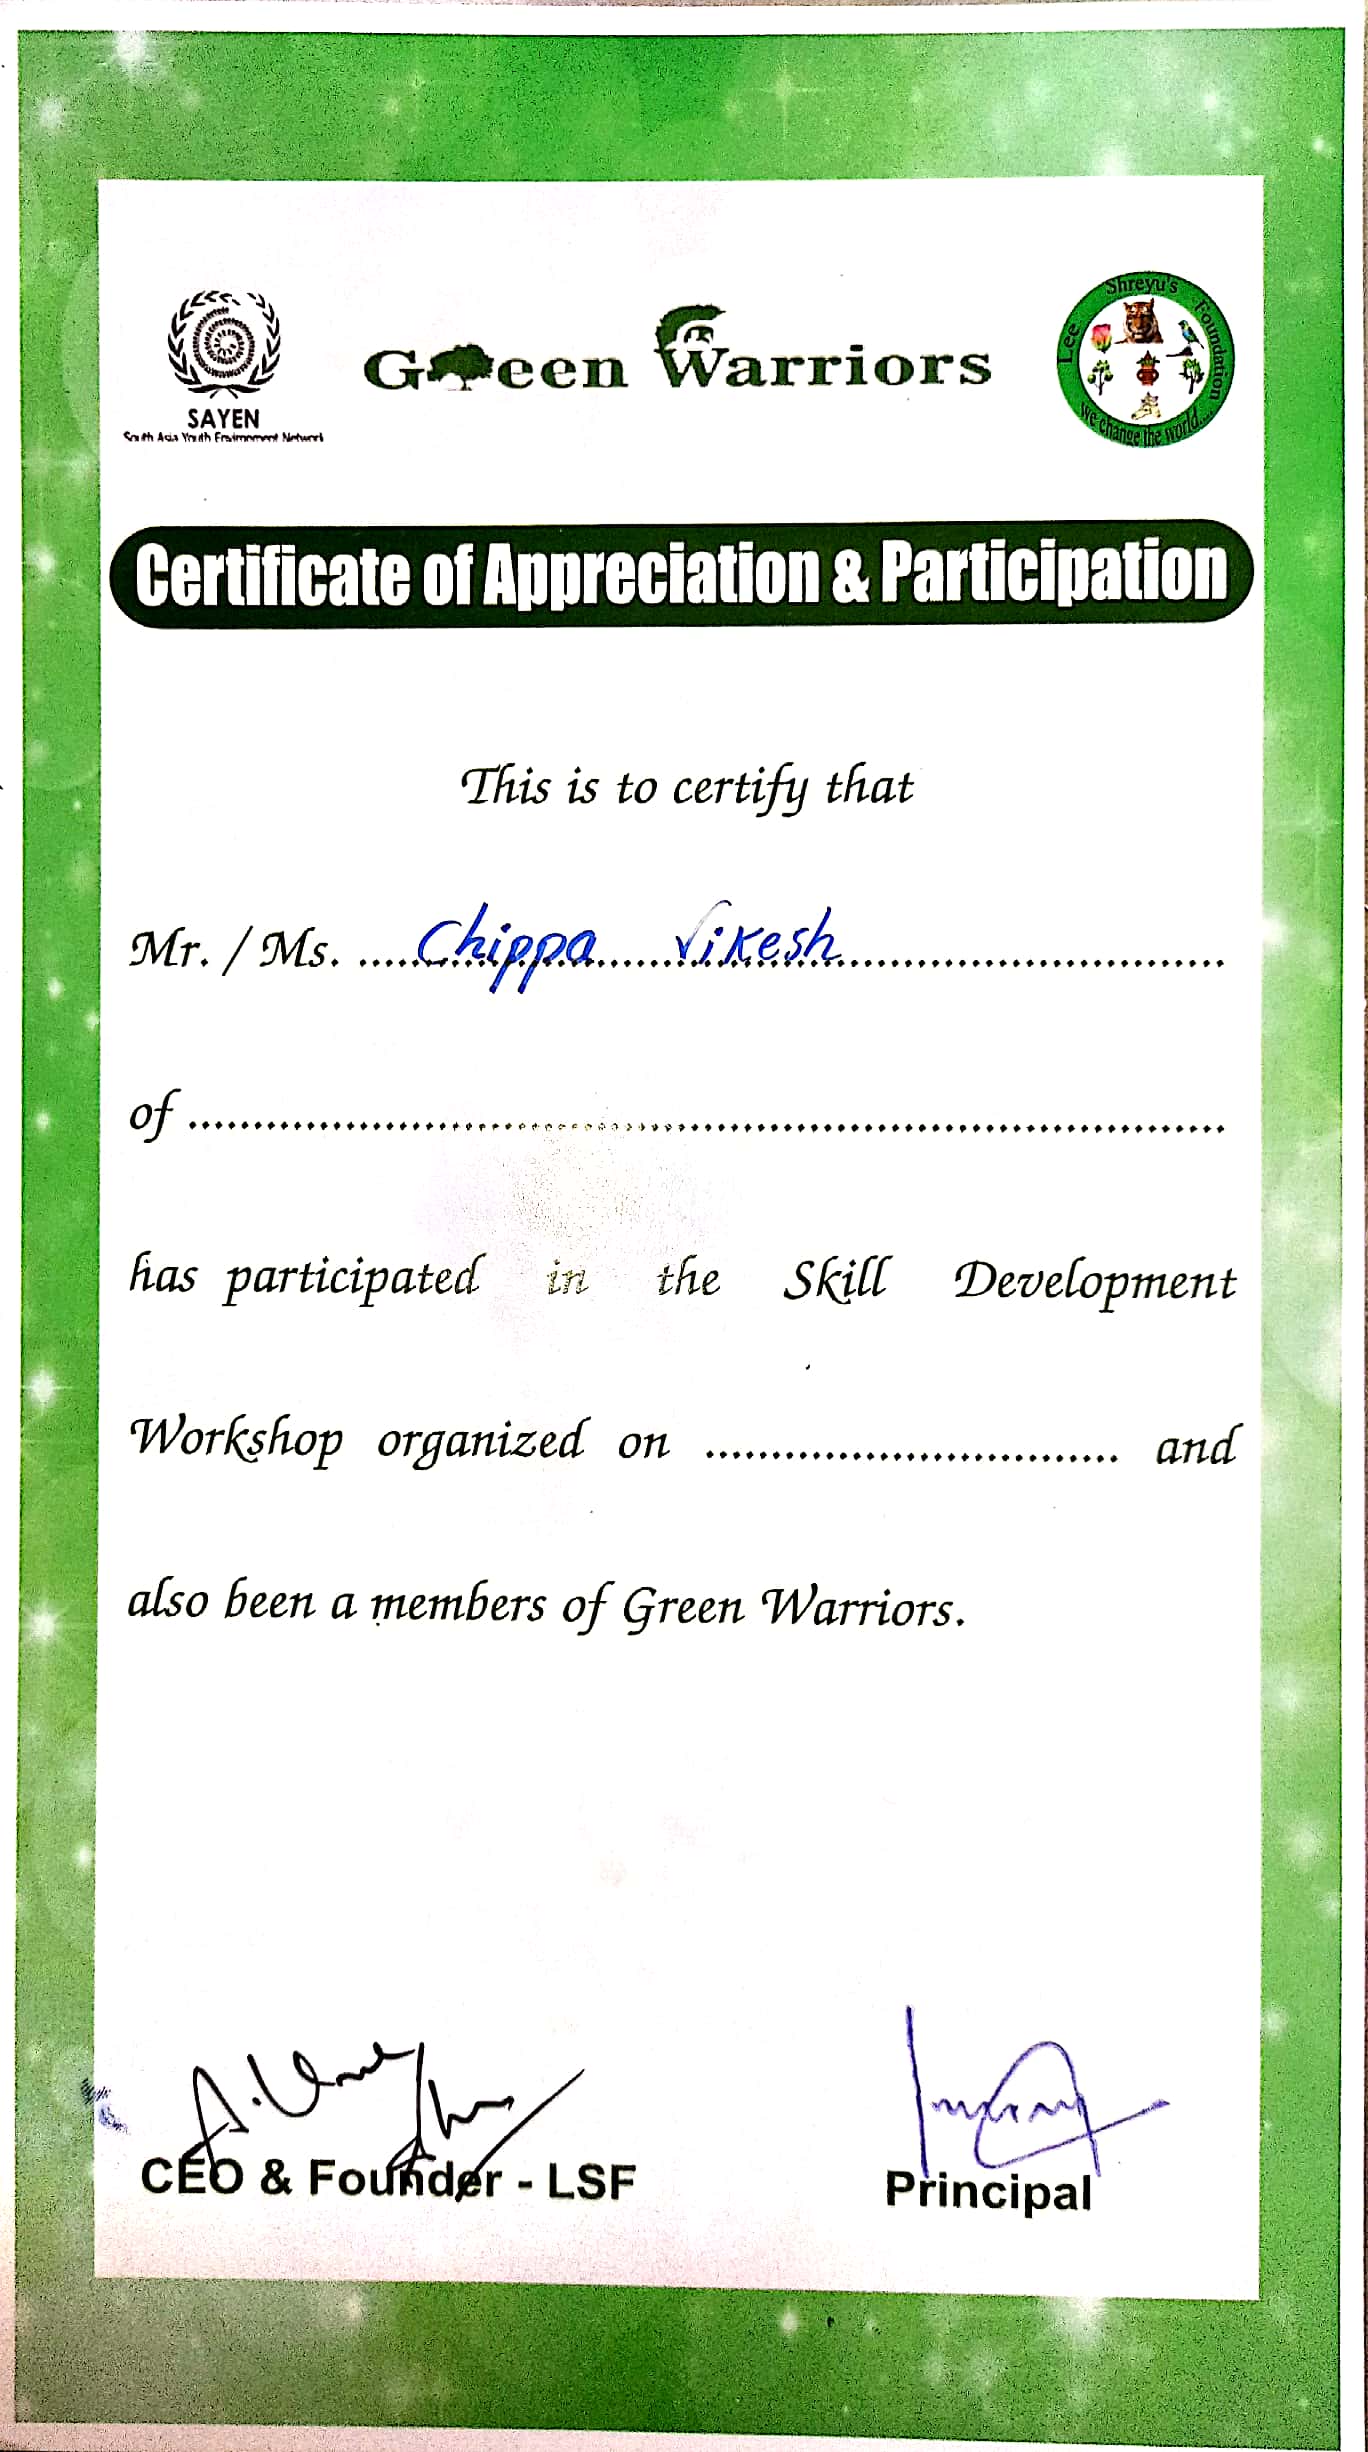 SAYEN
South Asia Youth Environment Network
Green Warriors
Lee Shreyu's Foundation
we change the world...
Certificate of Appreciation & Participation
This is to certify that
Mr. / Ms. ....Chippa......Vikesh..............................
of ................................................................................
has participated in the Skill Development
Workshop organized on ............................... and
also been a members of Green Warriors.
CEO & Founder - LSF
Principal